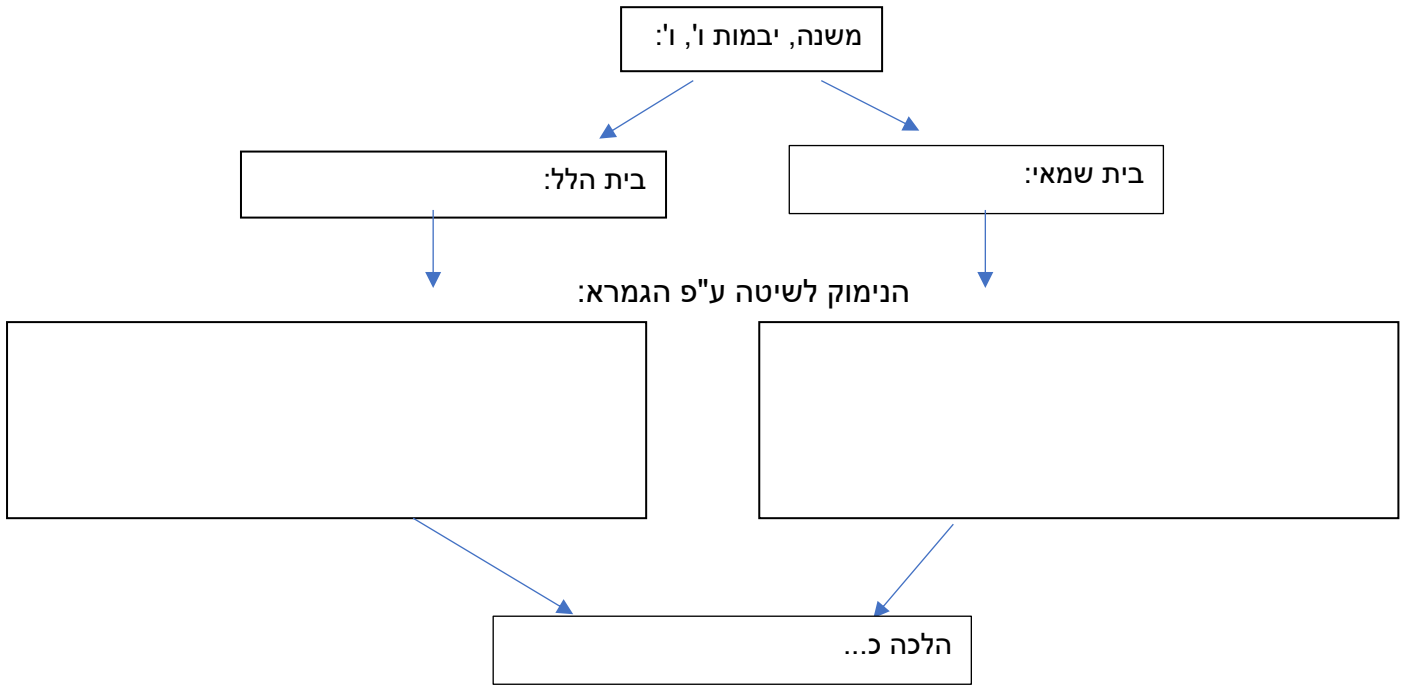 משנה, יבמות ו', ו':
בית שמאי:
בית הלל:
הנימוק לשיטה ע"פ הגמרא:
הלכה כ...